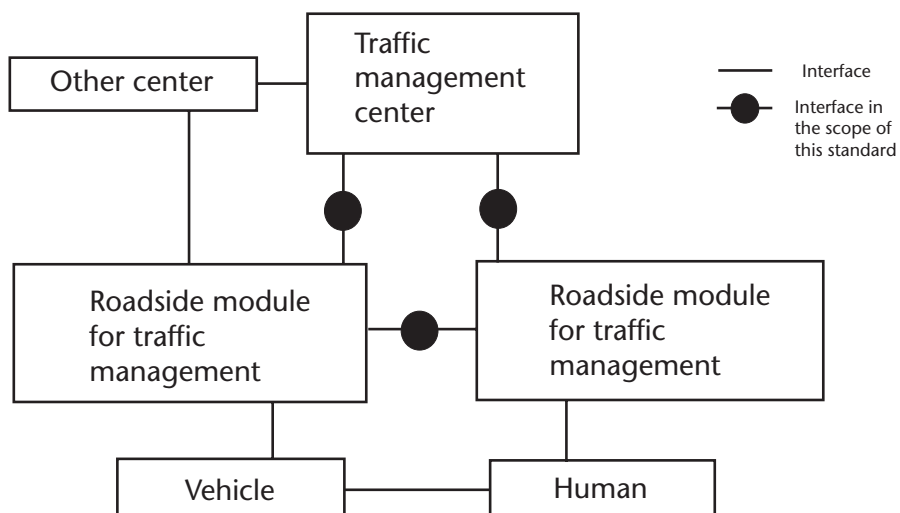 Traffic
management
center
Other center
Interface
Interface in
the scope of
this standard
Roadside module
for traffic
management
Roadside module
for traffic
management
Vehicle
Human